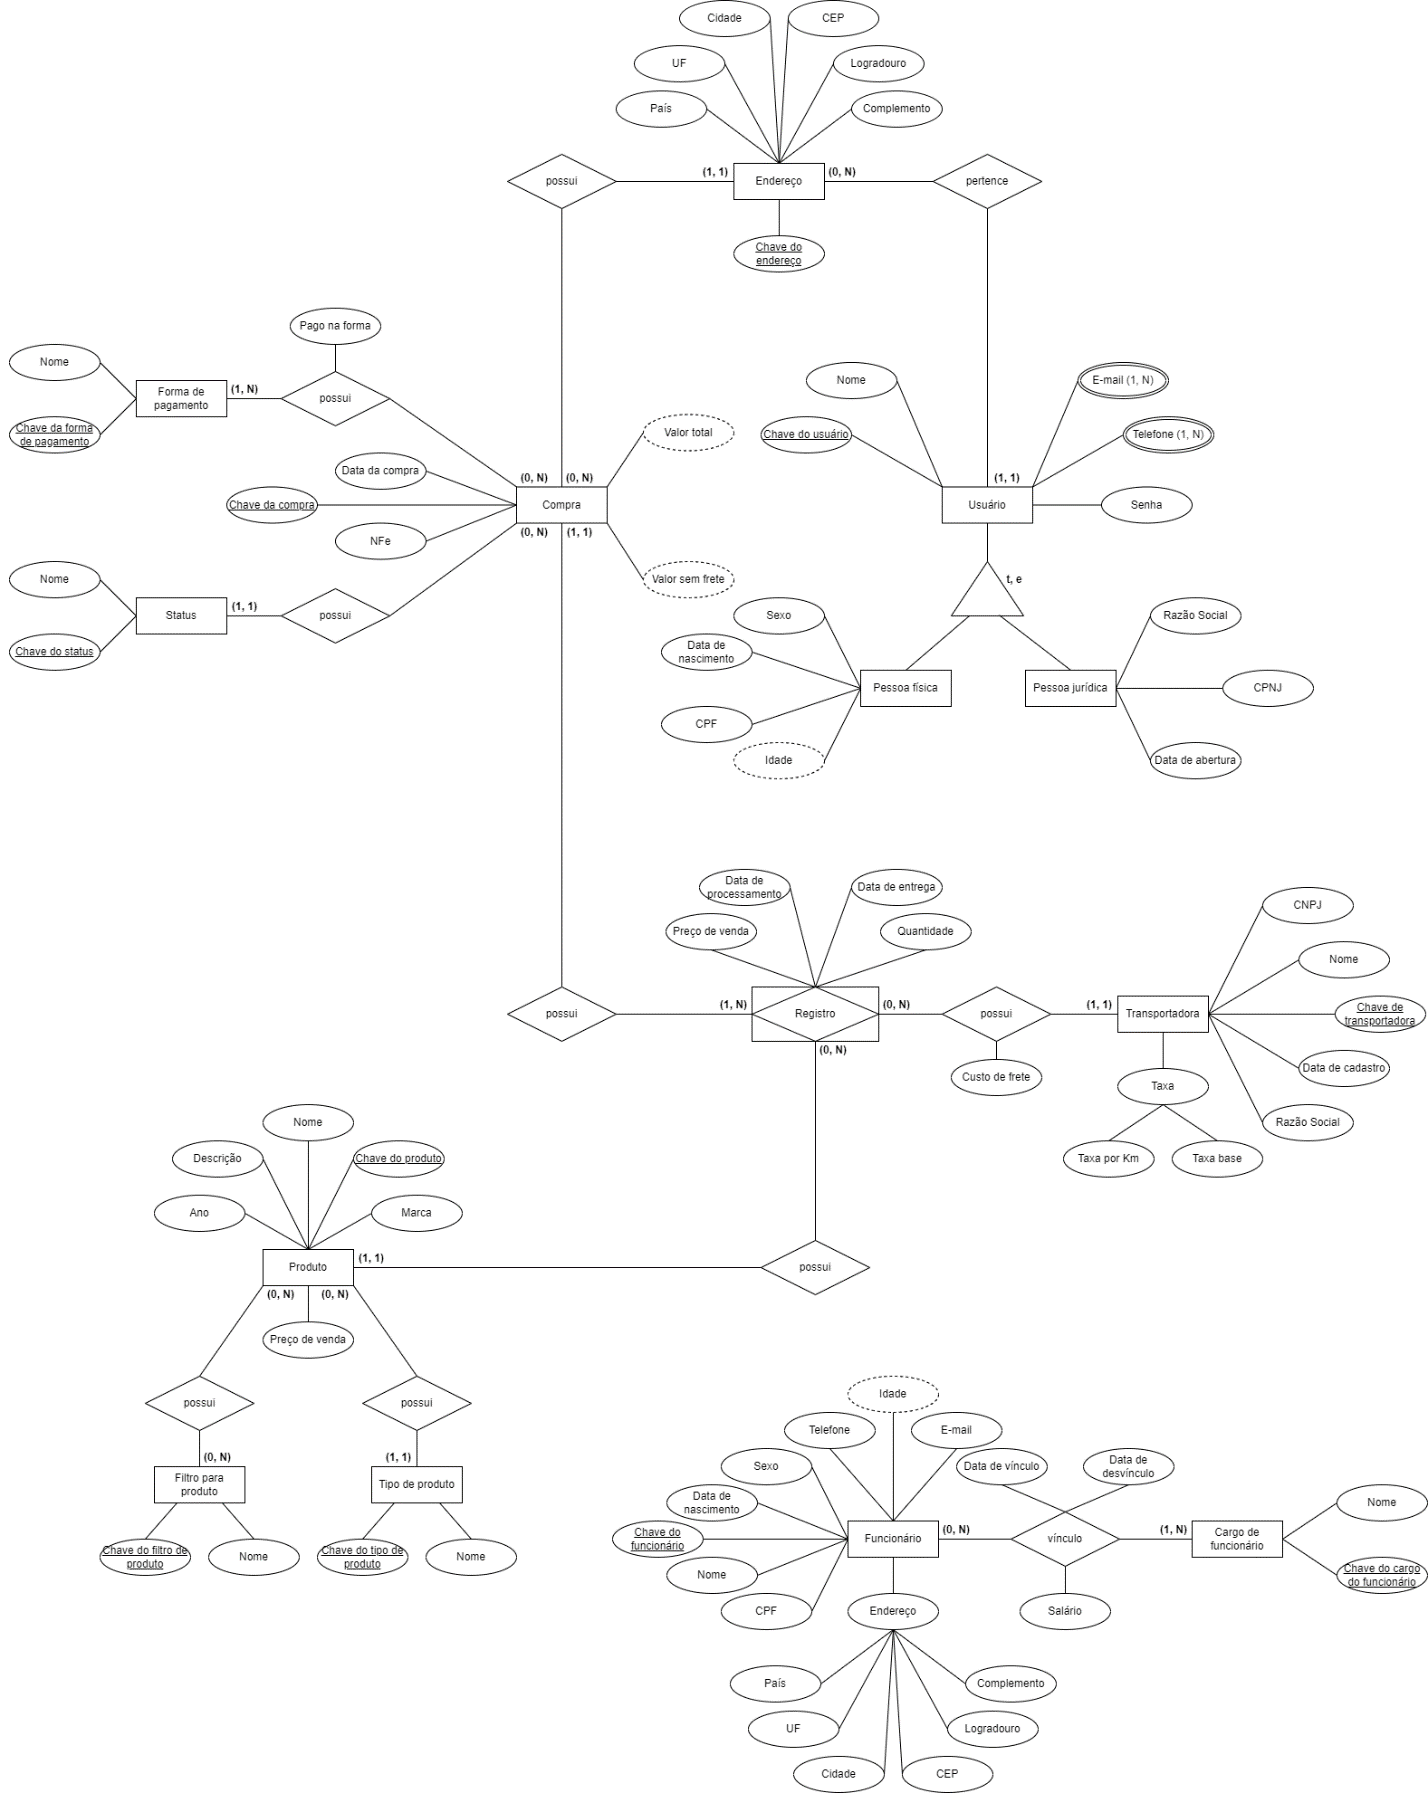 Cidade
CEP
UF
Logradouro
País
Complemento
possui
(1, 1)
Endereço
(0, N)
pertence
Chave do
endereço
Pago na forma
Nome
Forma de
pagamento
(1, N)
possui
Chave da forma
de pagamento
Nome
E-mail (1, N)
Chave do usuário
Telefone (1, N)
Valor total
Data da compra
(0, N)
(0, N)
(1, 1)
Chave da compra
Compra
Usuário
Senha
NFe
(0, N)
(1, 1)
Nome
Valor sem frete
t, e
Status
(1, 1)
possui
Chave do status
Sexo
Razão Social
Data de
nascimento
Pessoa física
Pessoa jurídica
CPNJ
CPF
Idade
Data de abertura
Data de
processamento
Data de entrega
CNPJ
Preço de venda
Quantidade
Nome
possui
(1, N)
Registro
(0, N)
possui
(1, 1)
Transportadora
Chave de
transportadora
(0, N)
Custo de frete
Data de cadastro
Taxa
Razão Social
Taxa por Km
Taxa base
Nome
Descrição
Chave do produto
Ano
Marca
Produto
(1, 1)
possui
(0, N)
(0, N)
Preço de venda
possui
possui
(0, N)
(1, 1)
Filtro para
produto
Tipo de produto
Chave do filtro de
produto
Nome
Chave do tipo de
produto
Nome
Idade
Telefone
E-mail
Sexo
Data de vínculo
Data de
desvínculo
Data de
nascimento
Nome
Chave do
funcionário
Funcionário
(0, N)
vínculo
(1, N)
Cargo de
funcionário
Nome
Chave do cargo
do funcionário
CPF
Endereço
Salário
País
Complemento
UF
Logradouro
Cidade
CEP